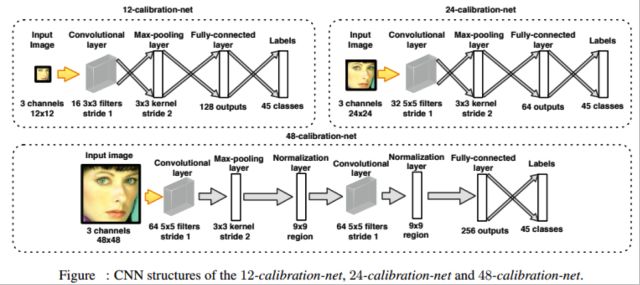 12-calibration-net
Input Image
Convolutional layer
Max-pooling layer
Fully-connected layer
Labels
3 channels 12x12
16 3x3 filters stride 1
3x3 kernel stride 2
128 outputs
45 classes
24-calibration-net
Input Image
Convolutional layer
Max-pooling layer
Fully-connected layer
Labels
3 channels 24x24
32 5x5 filters stride 1
3x3 kernel stride 2
64 outputs
45 classes
48-calibration-net
Input image
Convolutional layer
Max-pooling layer
Normalization layer
Convolutional layer
Normalization layer
Fully-connected layer
Labels
3 channels 48x48
64 5x5 filters stride 1
3x3 kernel stride 2
9x9 region
64 5x5 filters stride 1
9x9 region
256 outputs
45 classes
Figure : CNN structures of the 12-calibration-net, 24-calibration-net and 48-calibration-net.